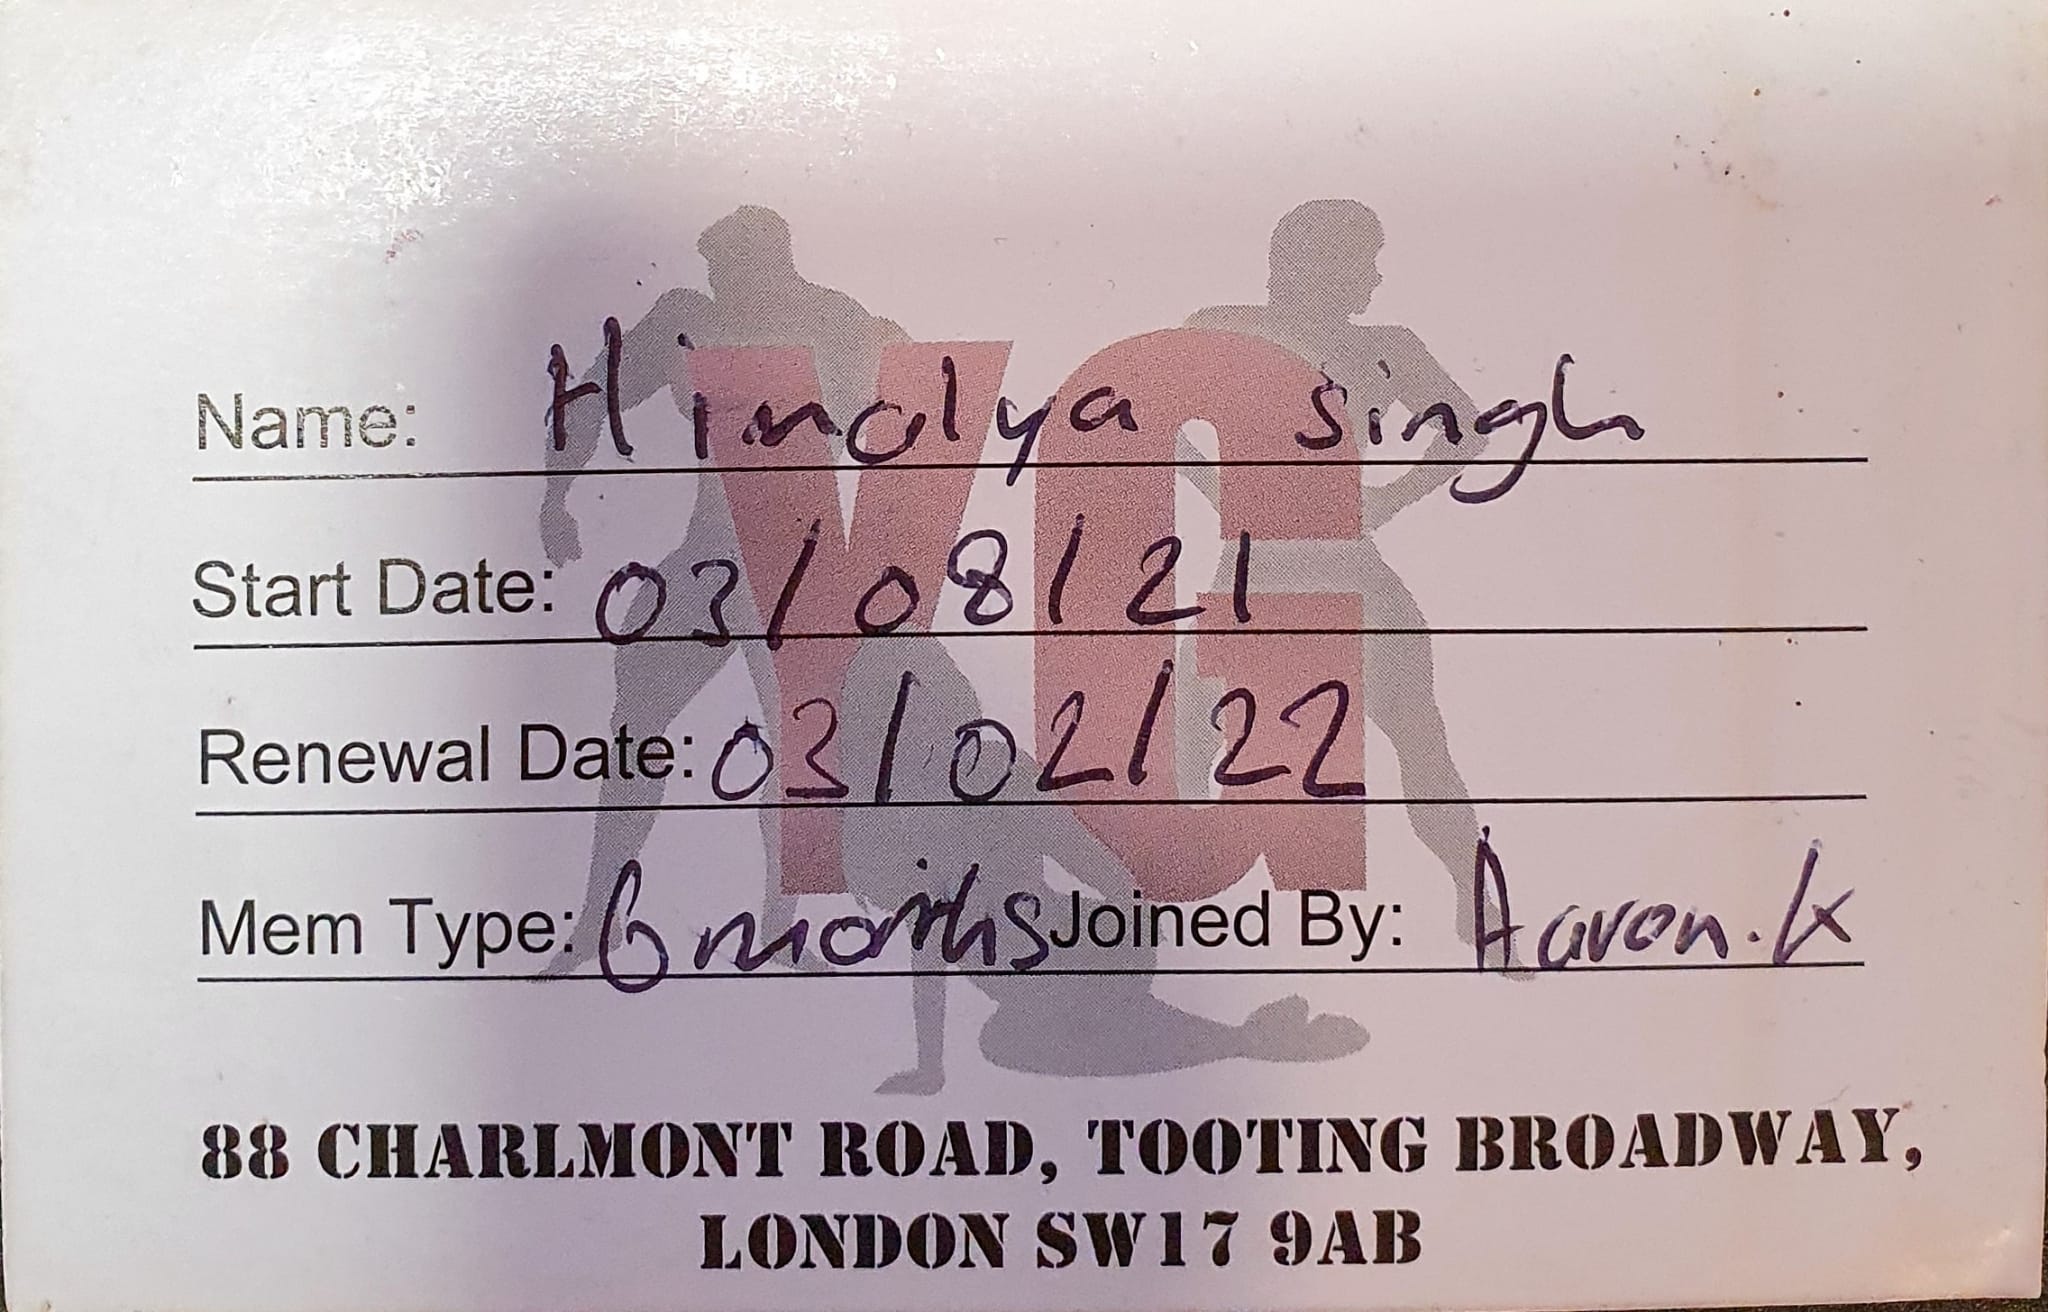 YG
Name: Himalya Singh
Start Date: 03/08/21
Renewal Date: 03/02/22
Mem Type: 6 months Joined By: Aaron.K
88 CHARLMONT ROAD, TOOTING BROADWAY,
LONDON SW17 9AB